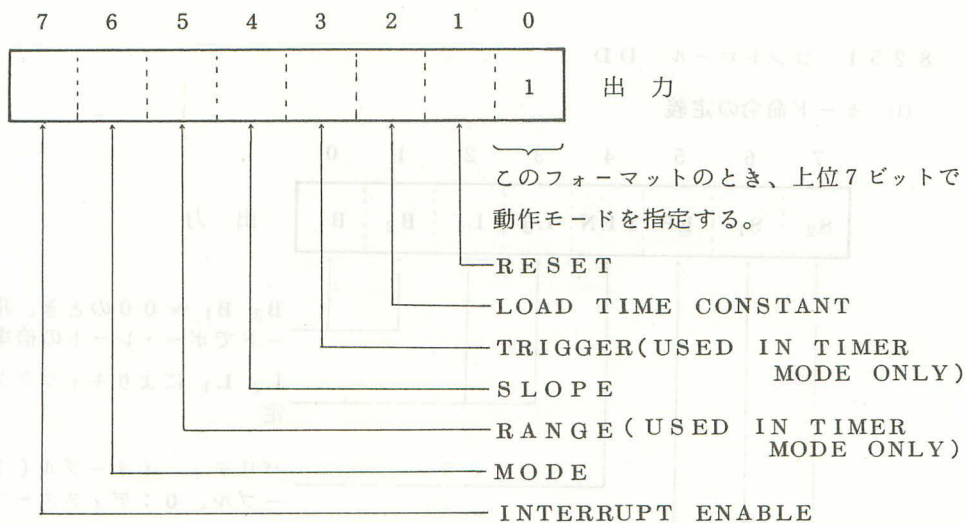 7 6 5 4 3 2 1 0
1 出力
このフォーマットのとき、上位7ビットで
動作モードを指定する。
RESET
LOAD TIME CONSTANT
TRIGGER(USED IN TIMER
MODE ONLY)
SLOPE
RANGE(USED IN TIMER
MODE ONLY)
MODE
INTERRUPT ENABLE